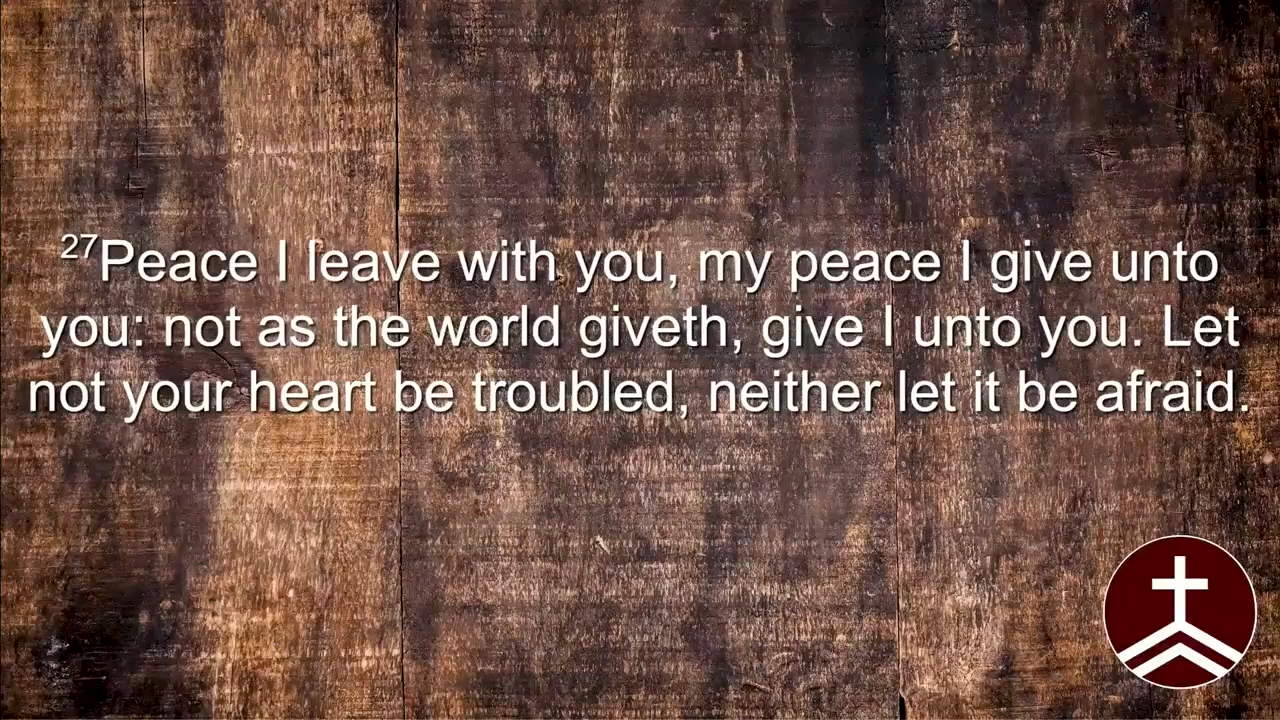 27Peace I leave with you, my peace I give unto
you: not as the world giveth, give I unto you. Let
not your heart be troubled, neither let it be afraid.